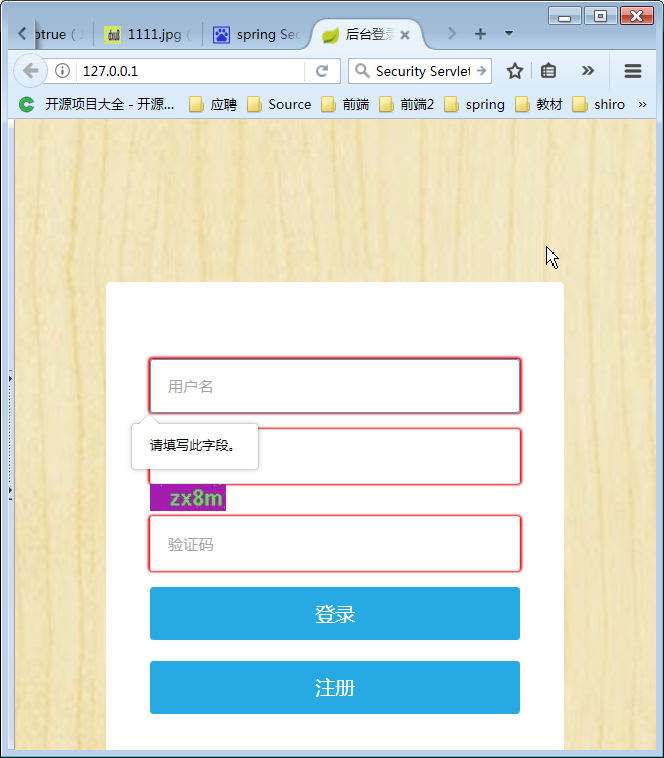 ptrue ( 1111.jpg ( spring Sec 后台登录
127.0.0.1 Security Servlet
开源项目大全 - 开源... 应聘 Source 前端 前端2 spring 教材 shiro »
用户名
请填写此字段。
zx8m
验证码
登录
注册